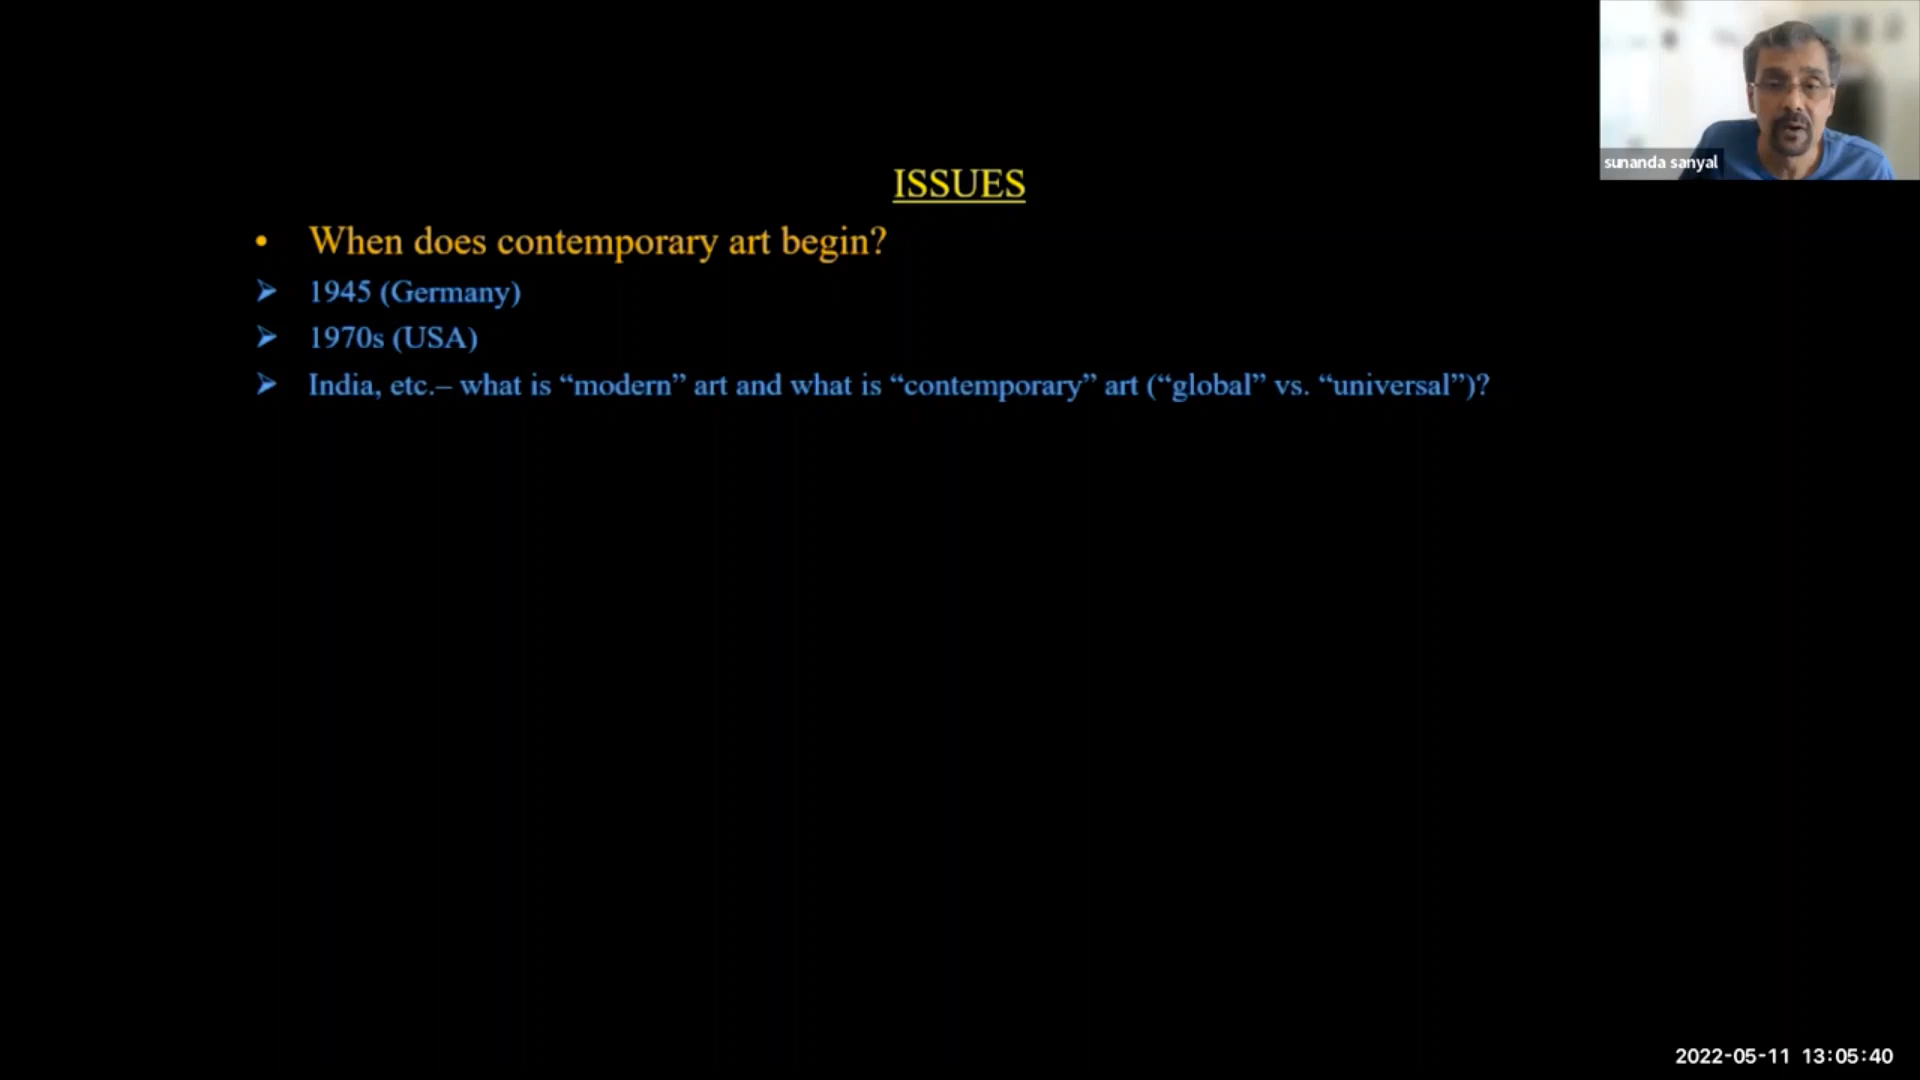 sunanda sanyal
ISSUES
• When does contemporary art begin?
➢ 1945 (Germany)
➢ 1970s (USA)
➢ India, etc.– what is “modern” art and what is “contemporary” art (“global” vs. “universal”)?
2022-05-11 13:05:40